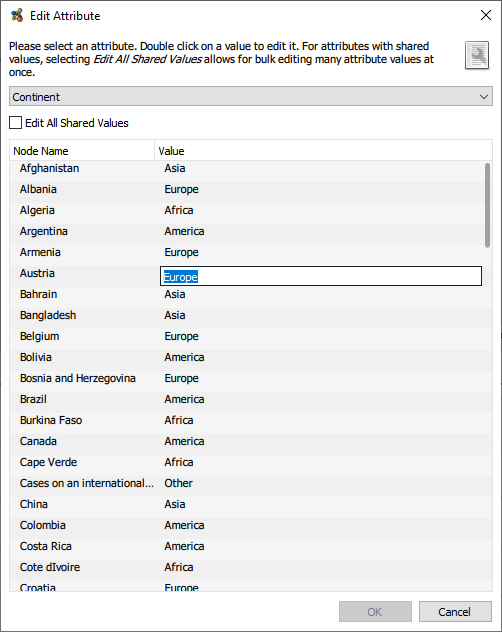 Edit Attribute
Please select an attribute. Double click on a value to edit it. For attributes with shared
values, selecting Edit All Shared Values allows for bulk editing many attribute values at
once.
Continent
Edit All Shared Values
Node Name Value
Afghanistan Asia
Albania Europe
Algeria Africa
Argentina America
Armenia Europe
Austria Europe
Bahrain Asia
Bangladesh Asia
Belgium Europe
Bolivia America
Bosnia and Herzegovina Europe
Brazil America
Burkina Faso Africa
Canada America
Cape Verde Africa
Cases on an international... Other
China Asia
Colombia America
Costa Rica America
Cote dIvoire Africa
Croatia Europe
OK Cancel